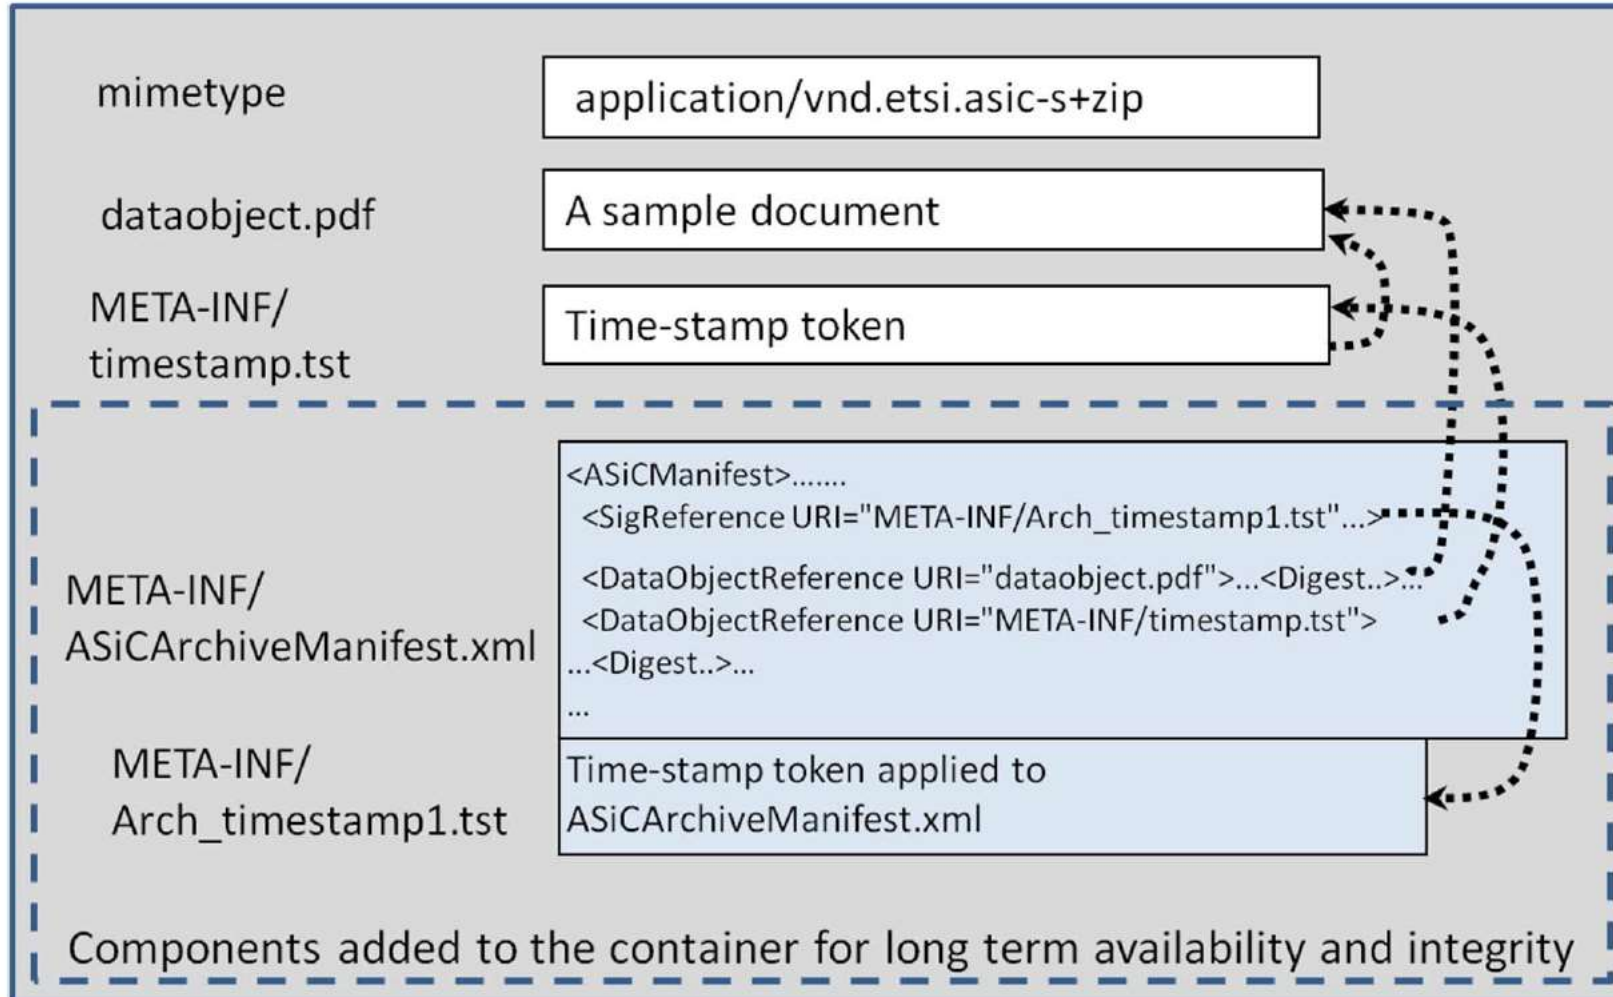 mimetype
application/vnd.etsi.asic-s+zip
dataobject.pdf
A sample document
META-INF/
timestamp.tst
Time-stamp token
META-INF/
ASiCArchiveManifest.xml
<ASiCManifest>.......
<SigReference URI="META-INF/Arch_timestamp1.tst"...>
<DataObjectReference URI="dataobject.pdf">...<Digest..>...
<DataObjectReference URI="META-INF/timestamp.tst">
...<Digest..>...
...
META-INF/
Arch_timestamp1.tst
Time-stamp token applied to
ASiCArchiveManifest.xml
Components added to the container for long term availability and integrity